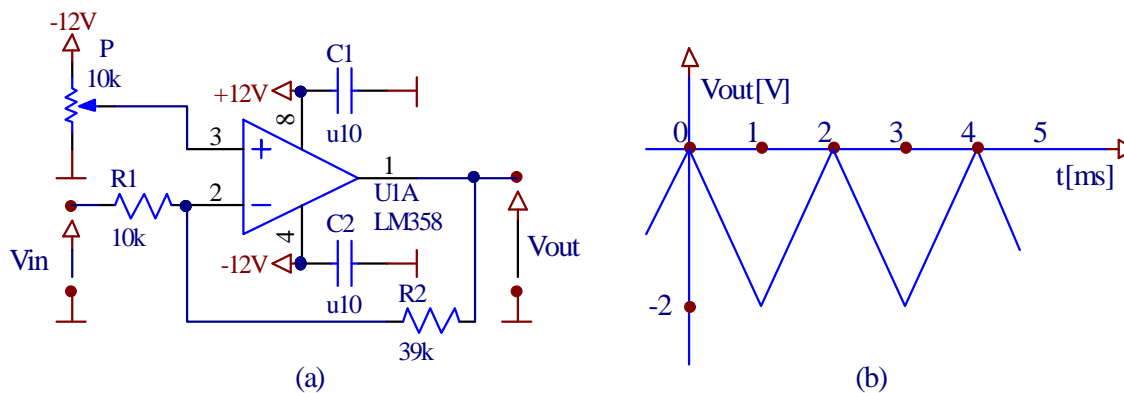 -12V
P
10k
+12V
C1
u10
8
3
+
2
−
1
U1A
LM358
R1
10k
Vin
4
-12V
C2
u10
R2
39k
Vout
(a)
Vout[V]
0 1 2 3 4 5
t[ms]
-2
(b)